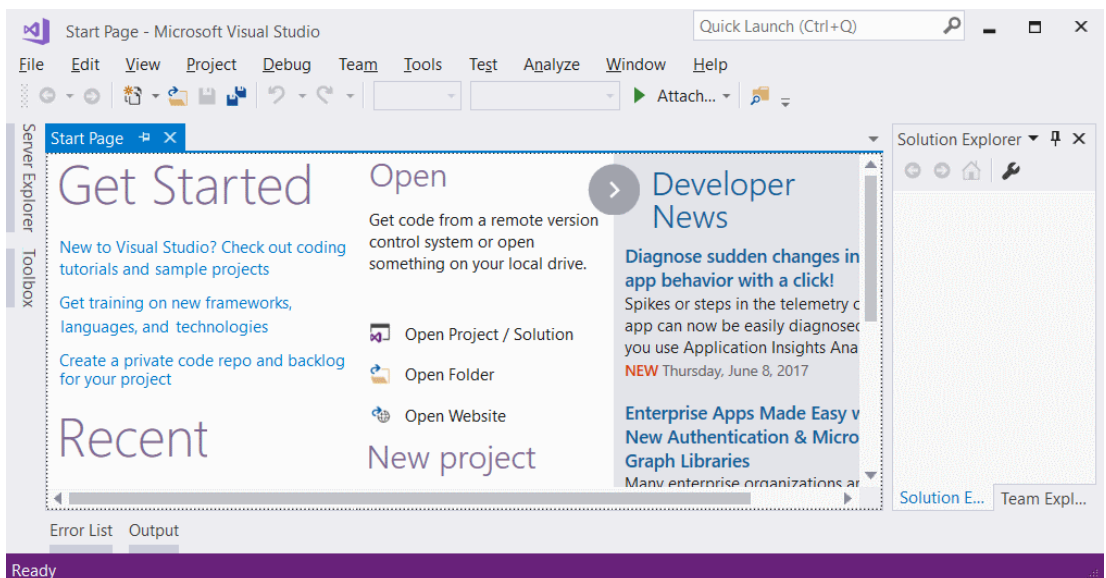 Start Page - Microsoft Visual Studio
Quick Launch (Ctrl+Q)
File Edit View Project Debug Team Tools Test Analyze Window Help
Attach...
Server Explorer
Toolbox
Start Page
Get Started
New to Visual Studio? Check out coding
tutorials and sample projects
Get training on new frameworks,
languages, and technologies
Create a private code repo and backlog
for your project
Recent
Open
Get code from a remote version
control system or open
something on your local drive.
Open Project / Solution
Open Folder
Open Website
New project
Developer
News
Diagnose sudden changes in
app behavior with a click!
Spikes or steps in the telemetry
app can now be easily diagnosed
you use Application Insights Ana
NEW Thursday, June 8, 2017
Enterprise Apps Made Easy
New Authentication & Micro
Graph Libraries
Many enterprise organizations
Solution Explorer
Solution E... Team Expl...
Error List Output
Ready